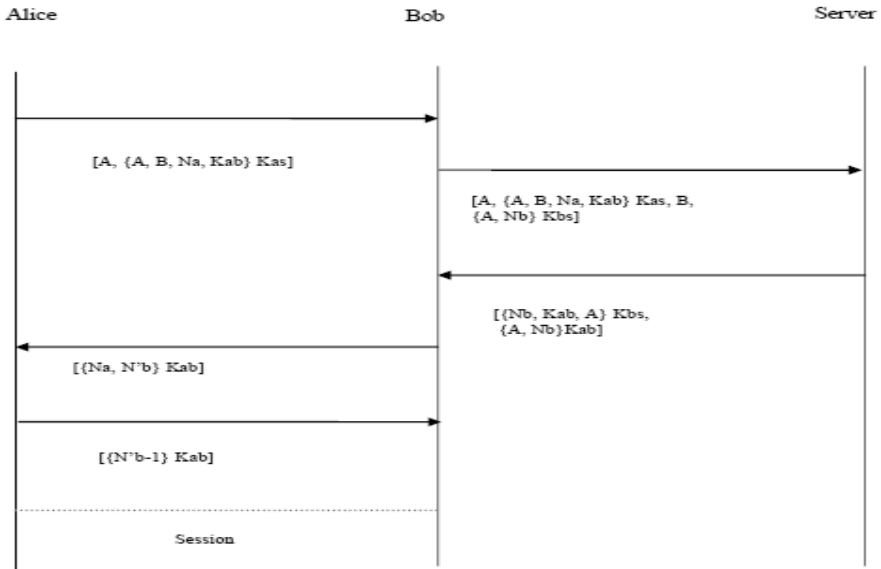 Alice
Bob
Server
[A, {A, B, Na, Kab} Kas]
[A, {A, B, Na, Kab} Kas, B,
{A, Nb} Kbs]
[{Nb, Kab, A} Kbs,
{A, Nb}Kab]
[{Na, N'b} Kab]
[{N'b-1} Kab]
Session